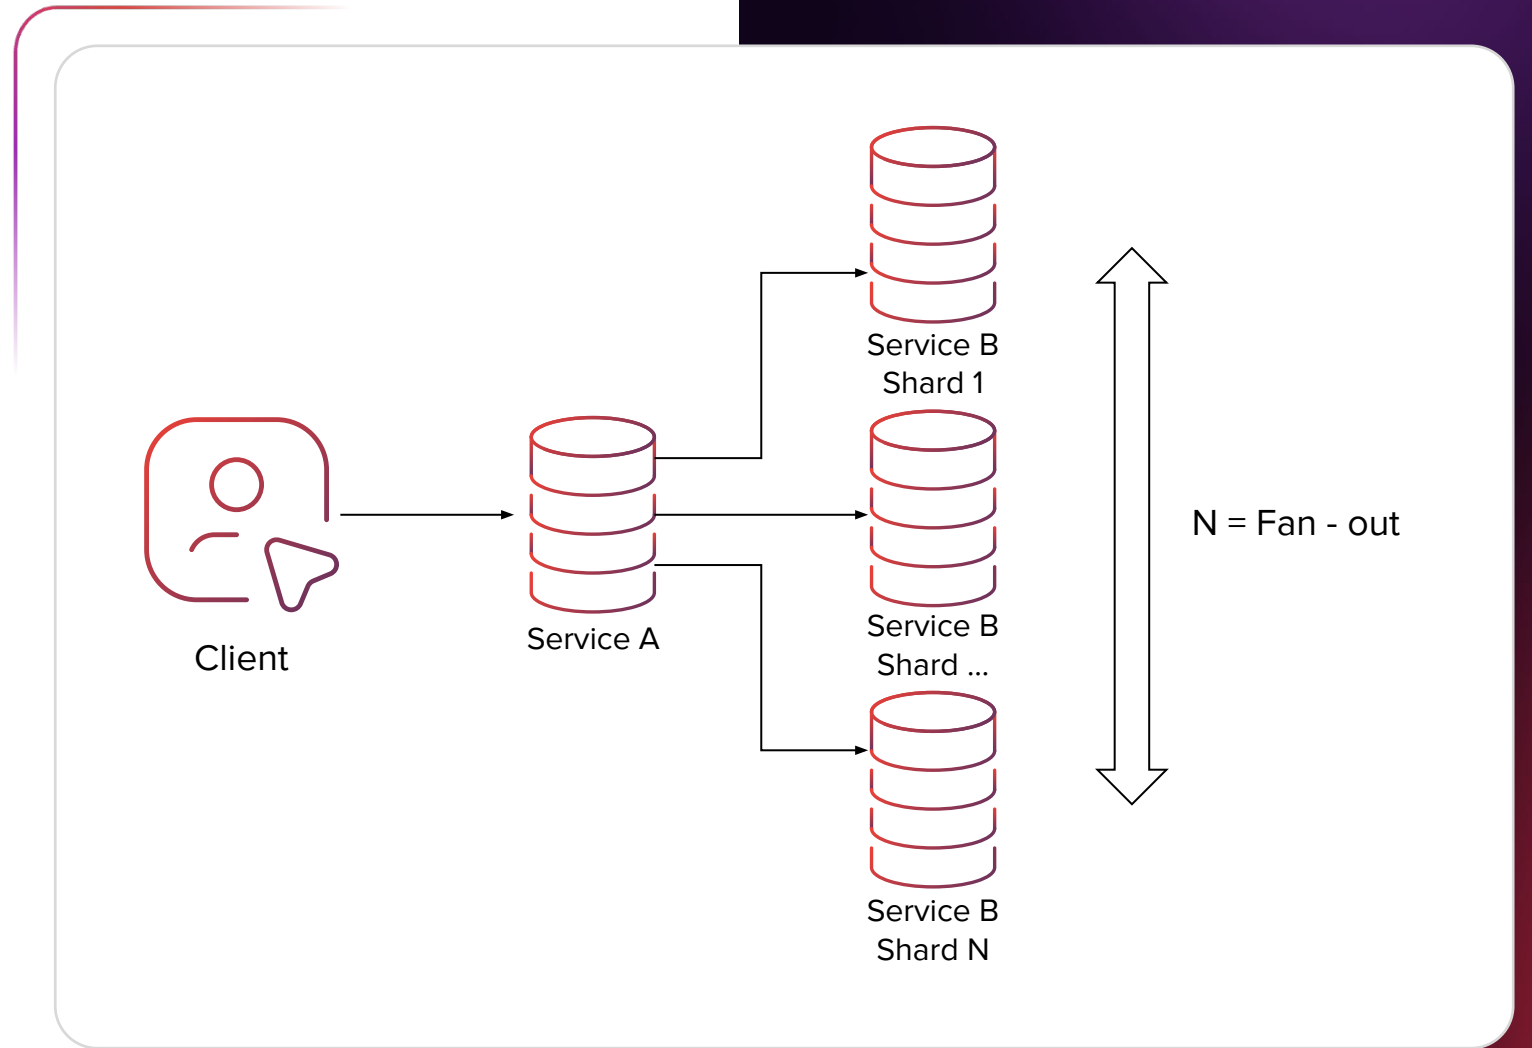 Client
Service A
Service B
Shard 1
Service B
Shard ...
Service B
Shard N
N = Fan - out